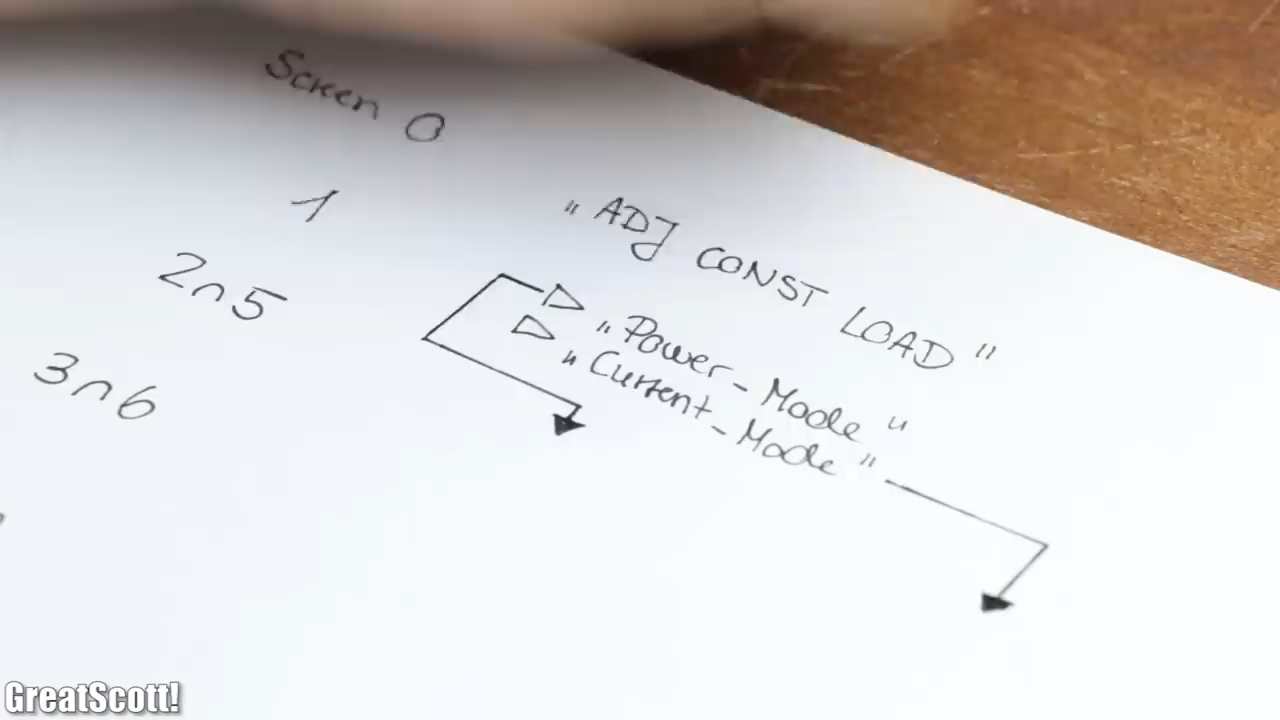 Screen 0
1
2n5
3n6
„ADJ CONST LOAD"
„Power-Mode"
„Current-Mode"
GreatScott!